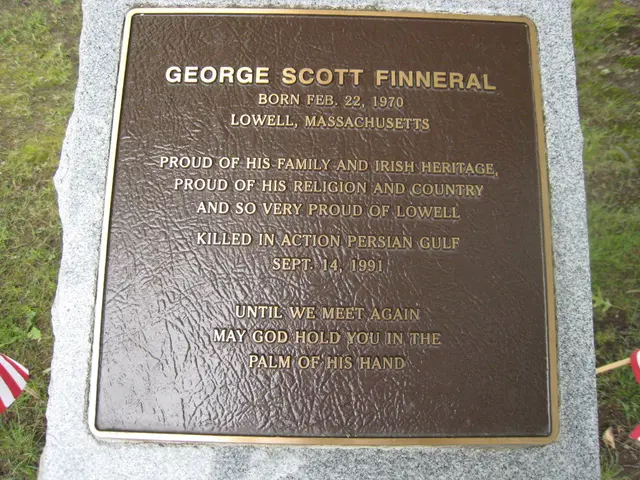 GEORGE SCOTT FINNERAL
BORN FEB. 22, 1970
LOWELL, MASSACHUSETTS
PROUD OF HIS FAMILY AND IRISH HERITAGE,
PROUD OF HIS RELIGION AND COUNTRY
AND SO VERY PROUD OF LOWELL
KILLED IN ACTION PERSIAN GULF
SEPT. 14, 1991
UNTIL WE MEET AGAIN
MAY GOD HOLD YOU IN THE
PALM OF HIS HAND